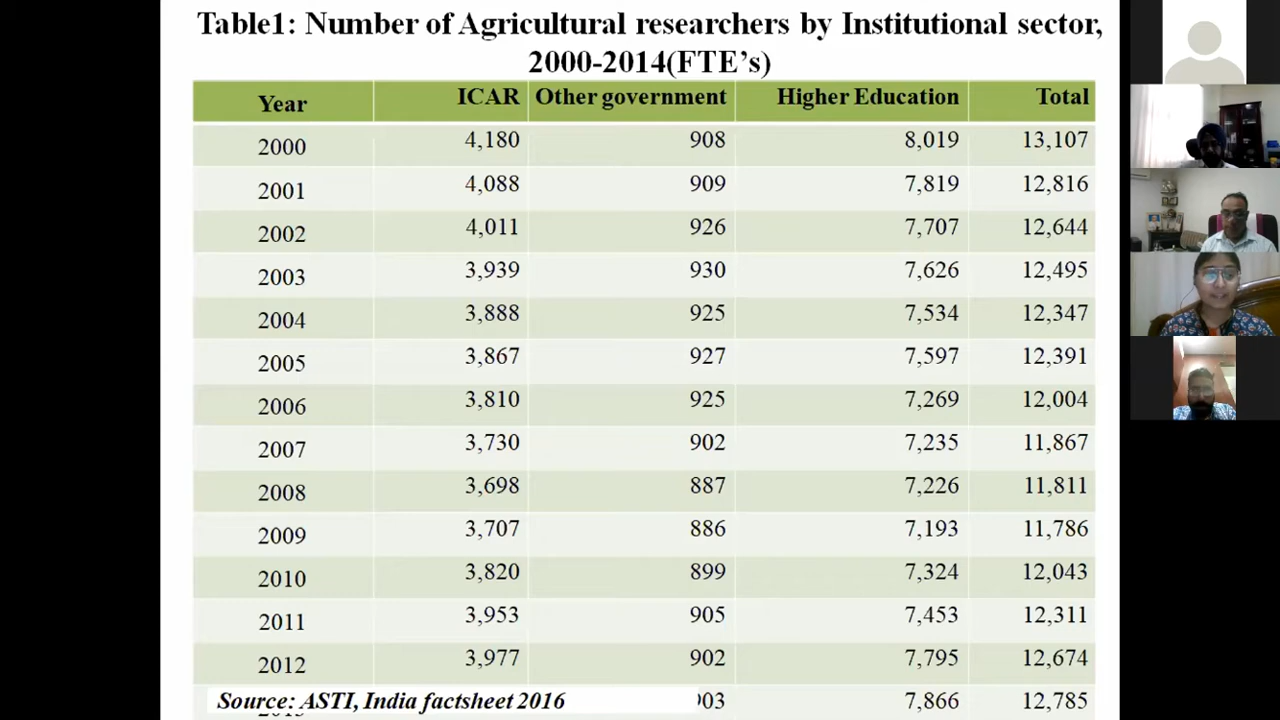 Table1: Number of Agricultural researchers by Institutional sector,
2000-2014(FTE’s)
Year ICAR Other government Higher Education Total
2000 4,180 908 8,019 13,107
2001 4,088 909 7,819 12,816
2002 4,011 926 7,707 12,644
2003 3,939 930 7,626 12,495
2004 3,888 925 7,534 12,347
2005 3,867 927 7,597 12,391
2006 3,810 925 7,269 12,004
2007 3,730 902 7,235 11,867
2008 3,698 887 7,226 11,811
2009 3,707 886 7,193 11,786
2010 3,820 899 7,324 12,043
2011 3,953 905 7,453 12,311
2012 3,977 902 7,795 12,674
7,866 12,785
Source: ASTI, India factsheet 2016